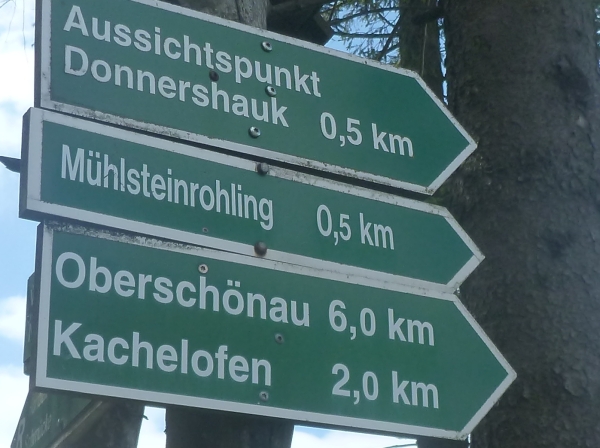 Aussichtspunkt
Donnershauk 0,5 km
Mühlsteinrohling 0,5 km
Oberschönau 6,0 km
Kachelofen 2,0 km